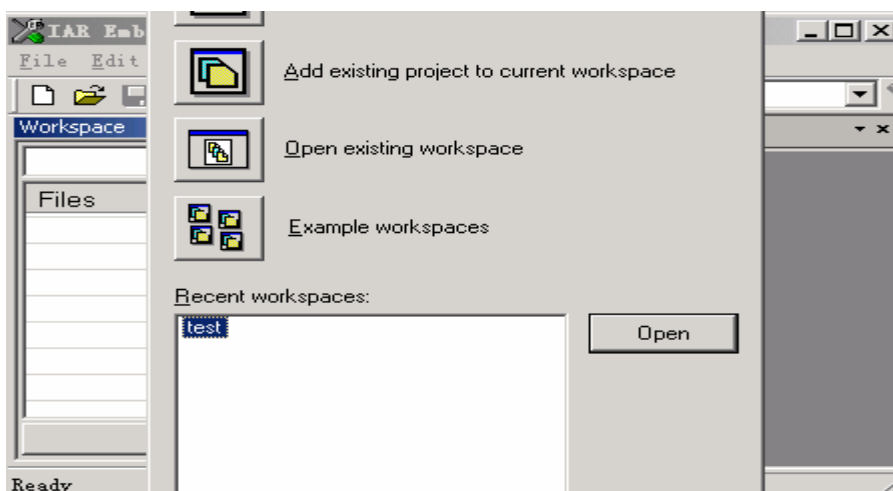 IAR Emb
File Edit
Workspace
Files
Add existing project to current workspace
Open existing workspace
Example workspaces
Recent workspaces:
test
Open
Ready